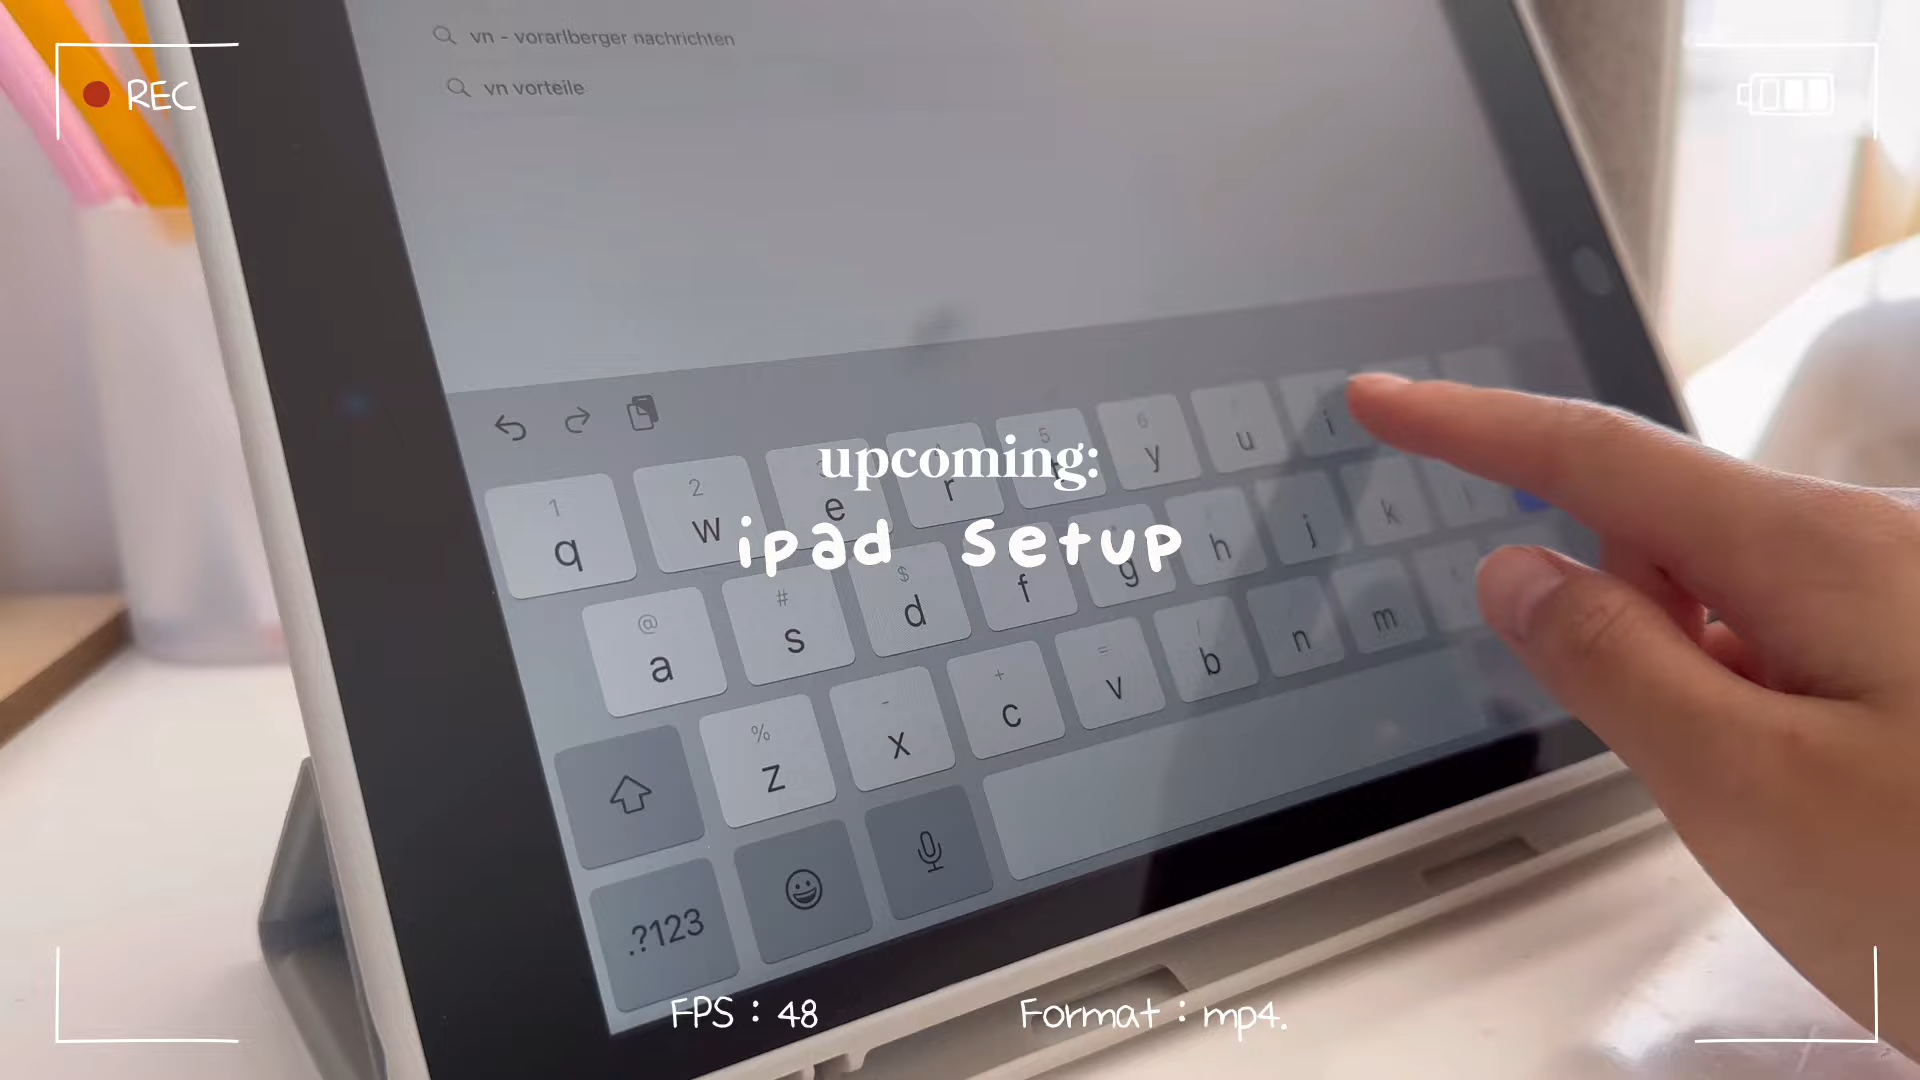 vn - vorarlberger nachrichten
vn vorteile
REC
upcoming:
ipad setup
1 2 5 6
q w e r t y u i
@ # $
a s d f g h j k l
% - + =
z x c v b n m
.?123
FPS : 48
Format : mp4.